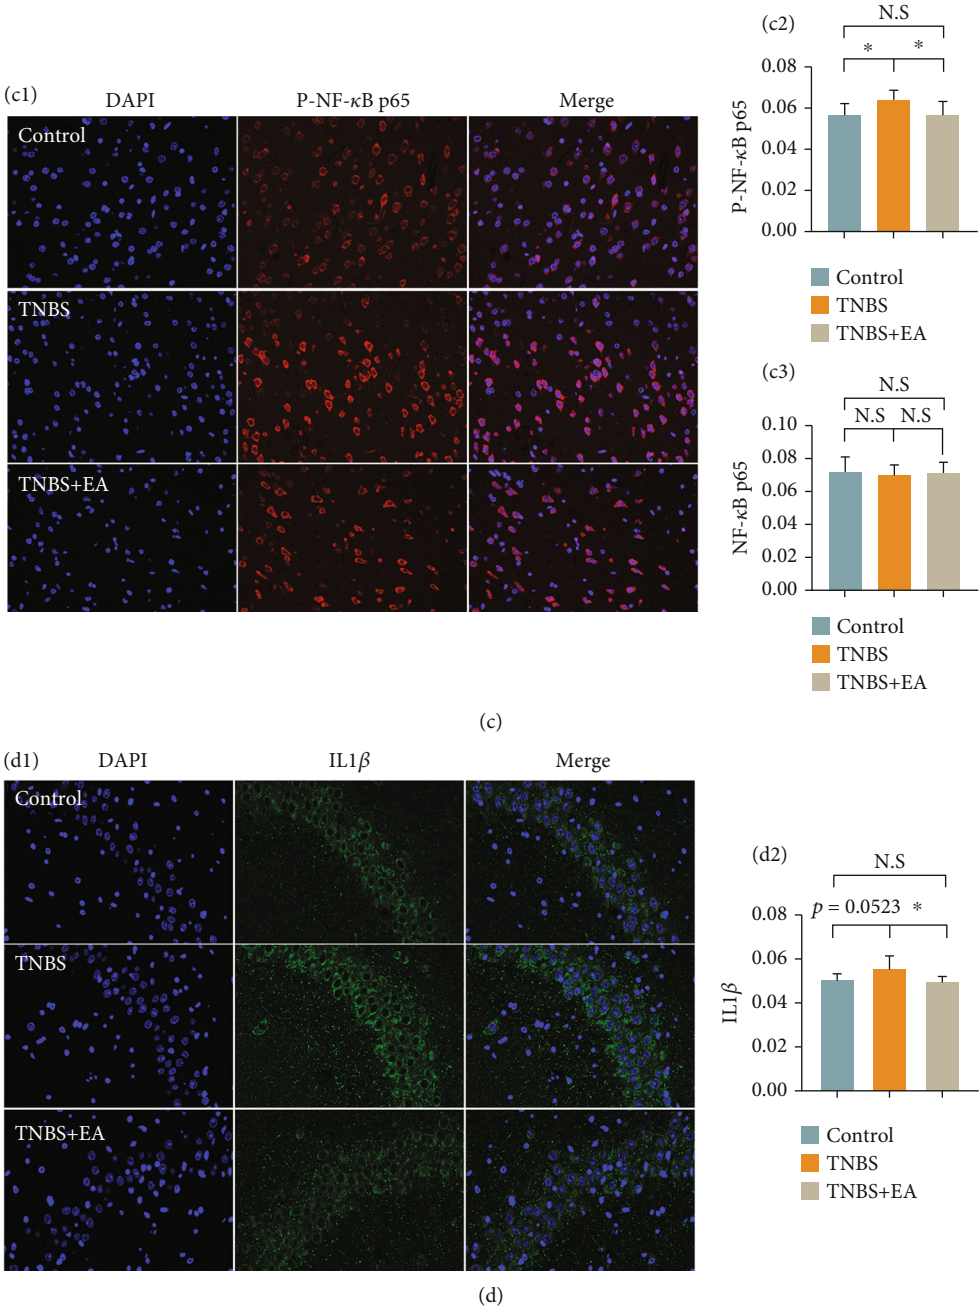 (c1)
DAPI
P-NF-κB p65
Merge
Control
TNBS
TNBS+EA
(c2)
N.S
* *
0.08
0.06
0.04
0.02
0.00
P-NF-κB p65
Control
TNBS
TNBS+EA
(c3)
N.S
N.S N.S
0.10
0.08
0.06
0.04
0.02
0.00
NF-κB p65
Control
TNBS
TNBS+EA
(c)
(d1)
DAPI
IL1β
Merge
Control
TNBS
TNBS+EA
(d2)
N.S
p = 0.0523 *
0.08
0.06
0.04
0.02
0.00
IL1β
Control
TNBS
TNBS+EA
(d)